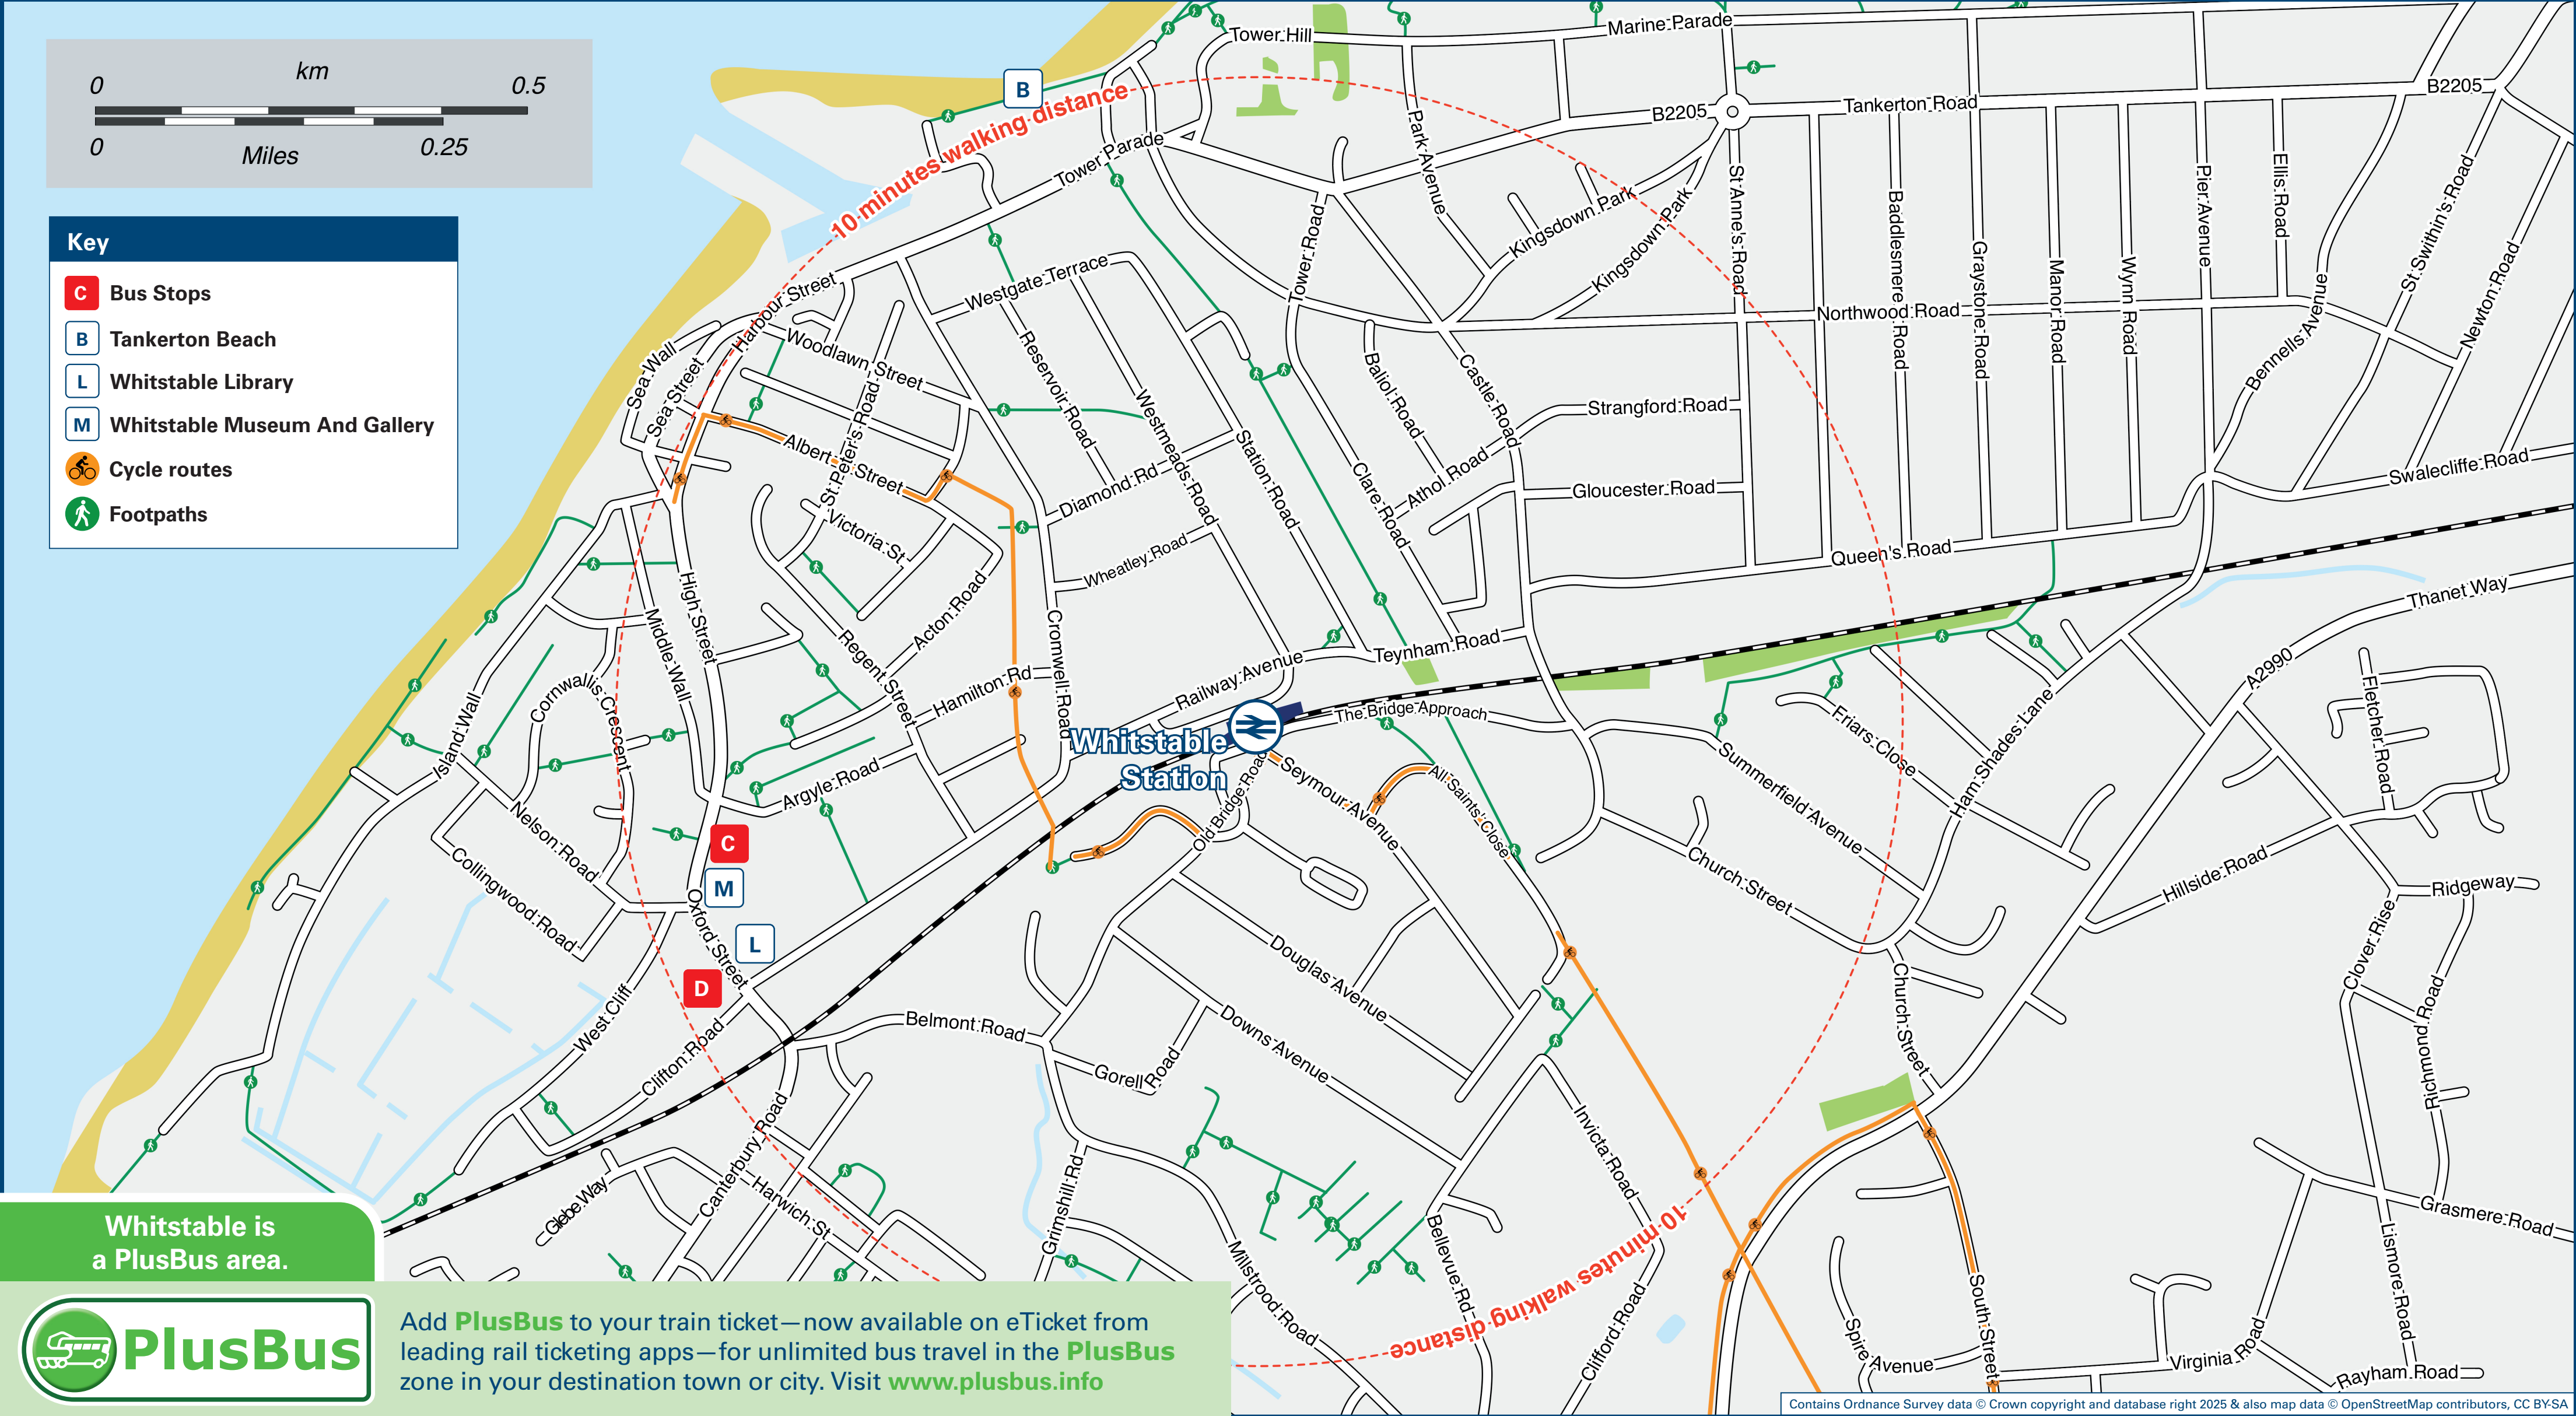 km
0 0.5
0 0.25
Miles
Key
C Bus Stops
B Tankerton Beach
L Whitstable Library
M Whitstable Museum And Gallery
Cycle routes
Footpaths
Tower Hill
Marine Parade
B
10 minutes walking distance
Tower Parade
Park Avenue
B2205
Tankerton Road
B2205
Kingsdown Park
Kingsdown Park
St Anne's Road
Baddlesmere Road
Graystone Road
Manor Road
Wynn Road
Pier Avenue
Ellis Road
Bennells Avenue
St Swithin's Road
Newton Road
Northwood Road
Tower Road
Westgate Terrace
Harbour Street
Sea Wall
Sea Street
Woodlawn Street
Reservoir Road
Westmeads Road
Station Road
Baliol Road
Castle Road
Clare Road
Athol Road
Strangford Road
Gloucester Road
Swalecliffe Road
Queen's Road
Albert Street
St Peter's Road
Victoria St
Diamond Rd
Wheatley Road
High Street
Middle Wall
Regent Street
Acton Road
Hamilton Rd
Cromwell Road
Railway Avenue
Teynham Road
Thanet Way
A2990
Island Wall
Cornwallis Crescent
Argyle Road
Whitstable
Station
The Bridge Approach
Old Bridge Road
Seymour Avenue
All Saints Close
Summerfield Avenue
Friars Close
Ham Shades Lane
Fletcher Road
Nelson Road
Collingwood Road
C
M
L
D
Oxford Street
Church Street
Hillside Road
Ridgeway
Clover Rise
Richmond Road
West Cliff
Clifton Road
Belmont Road
Gorell Road
Douglas Avenue
Downs Avenue
Church Street
Glebe Way
Canterbury Road
Harwich St
Grimshill Rd
Millstrood Road
Invicta Road
Bellevue Rd
Clifford Road
10 minutes walking distance
South Street
Spire Avenue
Virginia Road
Grasmere Road
Lismore Road
Rayham Road
Whitstable is
a PlusBus area.
PlusBus
Add PlusBus to your train ticket—now available on eTicket from
leading rail ticketing apps—for unlimited bus travel in the PlusBus
zone in your destination town or city. Visit www.plusbus.info
Contains Ordnance Survey data © Crown copyright and database right 2025 & also map data © OpenStreetMap contributors, CC BY-SA